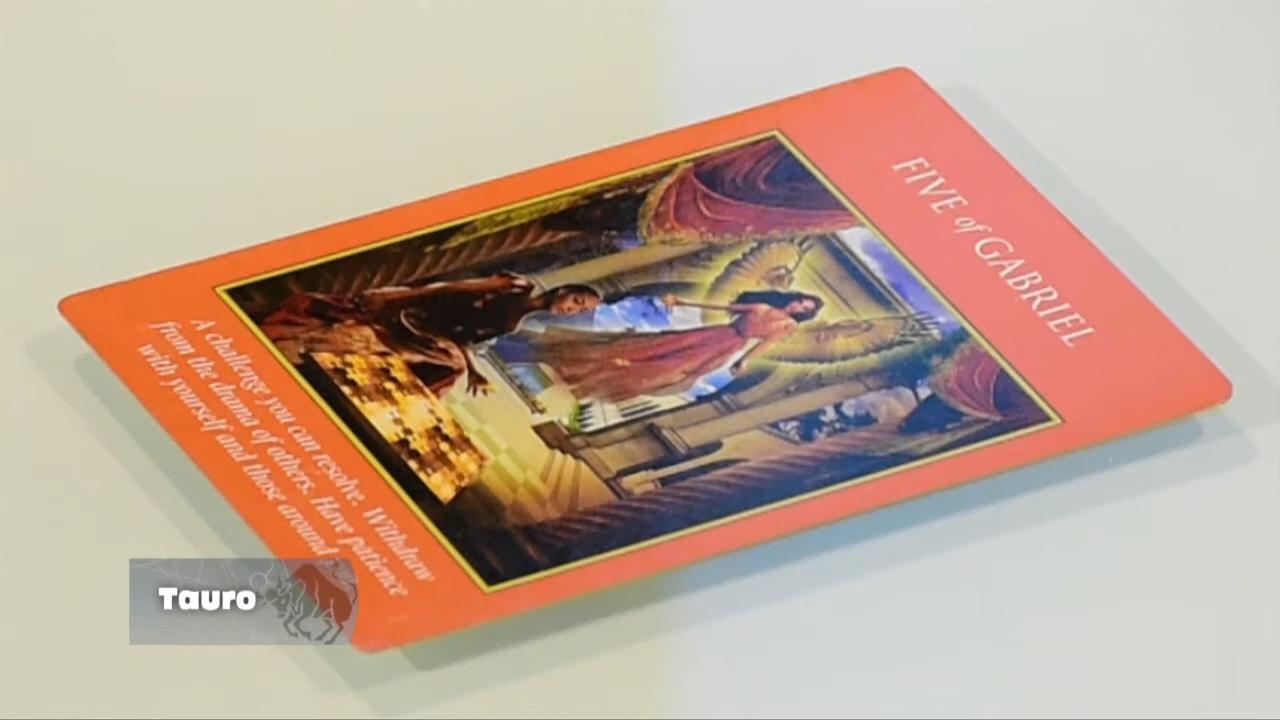 FIVE of GABRIEL
A challenge you can resolve. Withdraw
from the drama of others. Have patience
with yourself and those around
Tauro